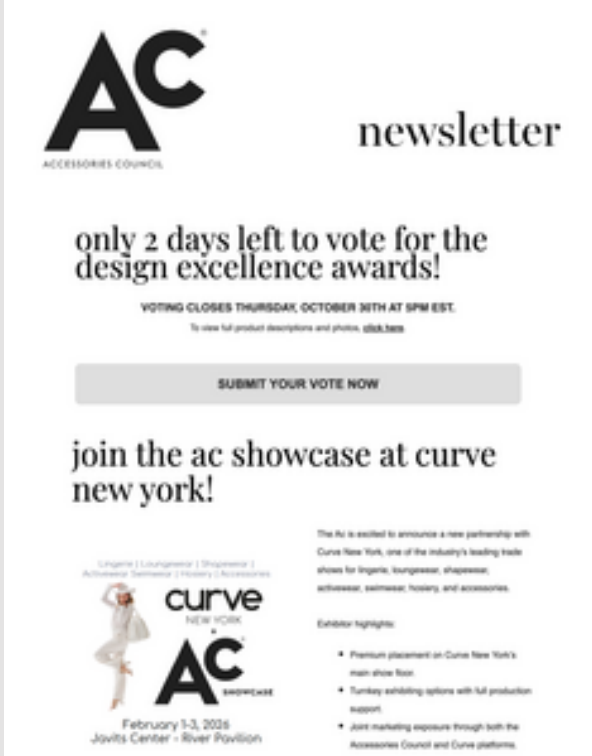 AC
ACCESSORIES COUNCIL
newsletter
only 2 days left to vote for the
design excellence awards!
VOTING CLOSES THURSDAY, OCTOBER 30TH AT 5PM EST.
To view full product descriptions and photos, click here.
SUBMIT YOUR VOTE NOW
join the ac showcase at curve
new york!
Lingerie | Loungewear | Shapewear |
Activewear Swimwear | Hosiery | Accessories
curve
NEW YORK
AC
SHOWCASE
February 1-3, 2026
Javits Center - River Pavilion
The Ac is excited to announce a new partnership with
Curve New York, one of the industry's leading trade
shows for lingerie, loungewear, shapewear,
activewear, swimwear, hosiery, and accessories.
Exhibitor highlights:
• Premium placement on Curve New York's
main show floor.
• Turnkey exhibiting options with full production
support.
• Joint marketing exposure through both the
Accessories Council and Curve platforms.